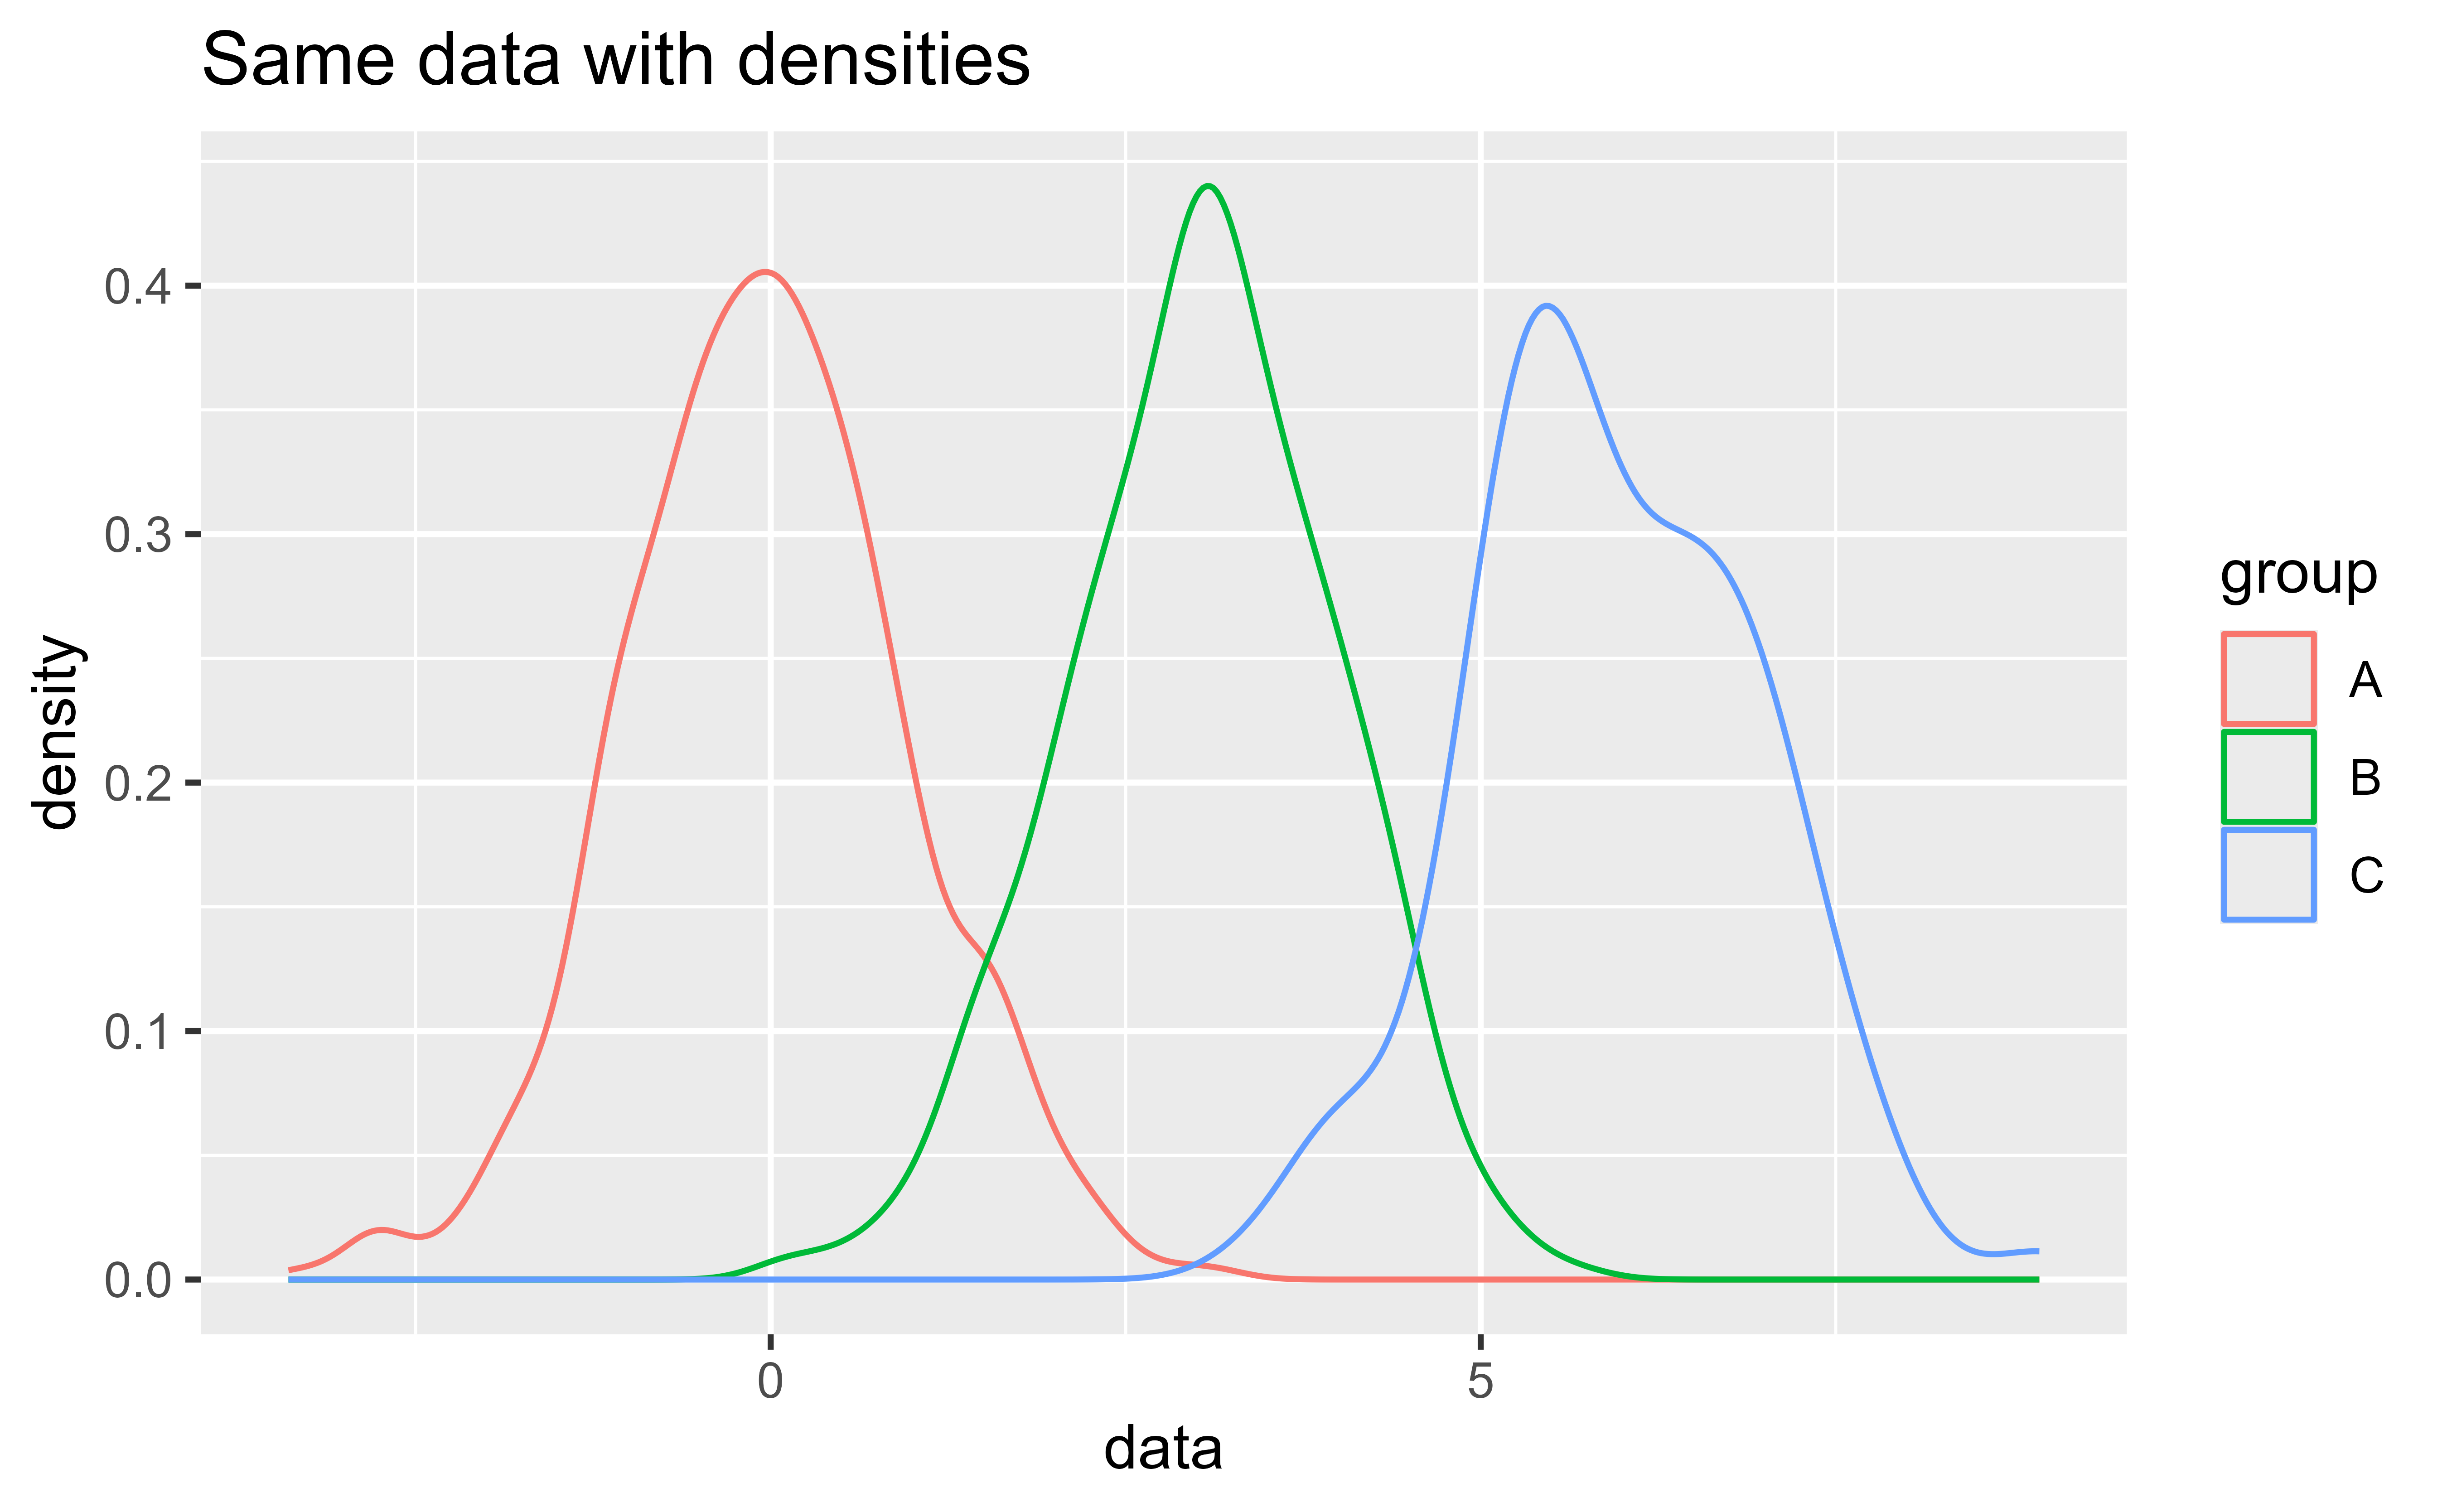 Same data with densities
0.4
0.3
0.2
0.1
0.0
density
0
5
data
group
A
B
C